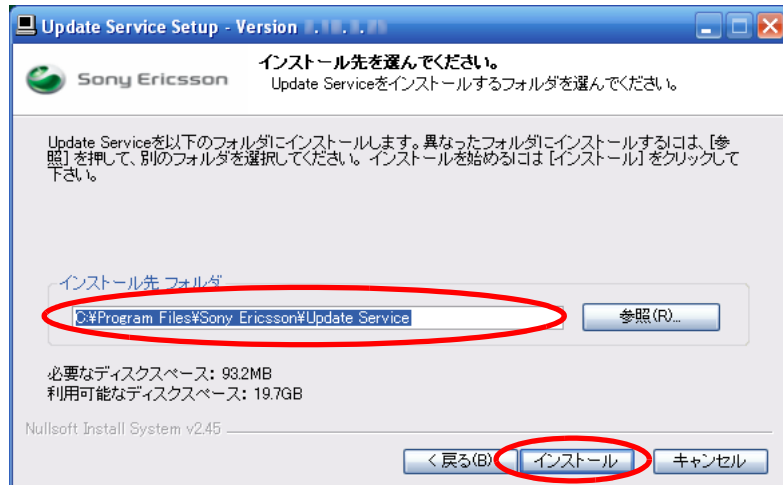 Update Service Setup - Version
Sony Ericsson
インストール先を選んでください。
Update Serviceをインストールするフォルダを選んでください。
Update Serviceを以下のフォルダにインストールします。異なったフォルダにインストールするには、[参
照] を押して、別のフォルダを選択してください。インストールを始めるには [インストール] をクリックして
下さい。
インストール先 フォルダ
C:¥Program Files¥Sony Ericsson¥Update Service
参照(R)...
必要なディスクスペース: 93.2MB
利用可能なディスクスペース: 19.7GB
Nullsoft Install System v2.45
< 戻る(B)
インストール
キャンセル